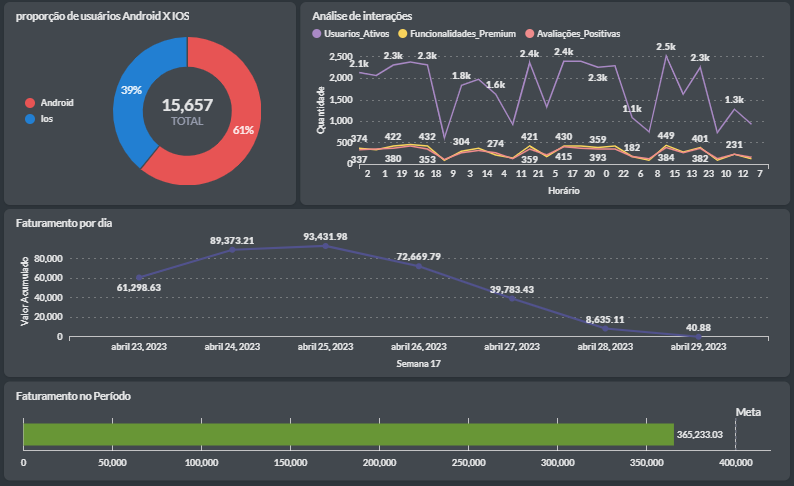 proporção de usuários Android X IOS
Android
Ios
39%
61%
15,657
TOTAL
Análise de interações
Usuarios_Ativos Funcionalidades_Premium Avaliações_Positivas
Quantidade
2,500
2,000
1,500
1,000
500
0
2.1k 2.3k 2.3k 1.8k 1.6k 2.4k 2.4k 2.3k 1.1k 2.5k 2.3k 1.3k
374 422 432 304 274 421 430 359 182 449 401 231
337 380 353 359 415 393 384 382
2 1 19 16 18 9 3 14 4 11 21 5 17 20 0 22 6 8 15 13 23 10 12 7
Horário
Faturamento por dia
Valor Acumulado
80,000
60,000
40,000
20,000
0
61,298.63
89,373.21
93,431.98
72,669.79
39,783.43
8,635.11
40.88
abril 23, 2023 abril 24, 2023 abril 25, 2023 abril 26, 2023 abril 27, 2023 abril 28, 2023 abril 29, 2023
Semana 17
Faturamento no Período
Meta
365,233.03
0 50,000 100,000 150,000 200,000 250,000 300,000 350,000 400,000